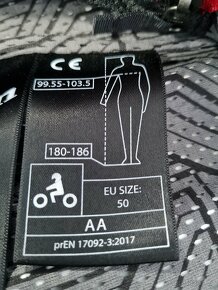 CE
99.55-103.5
180-186
EU SIZE:
50
AA
prEN 17092-3:2017